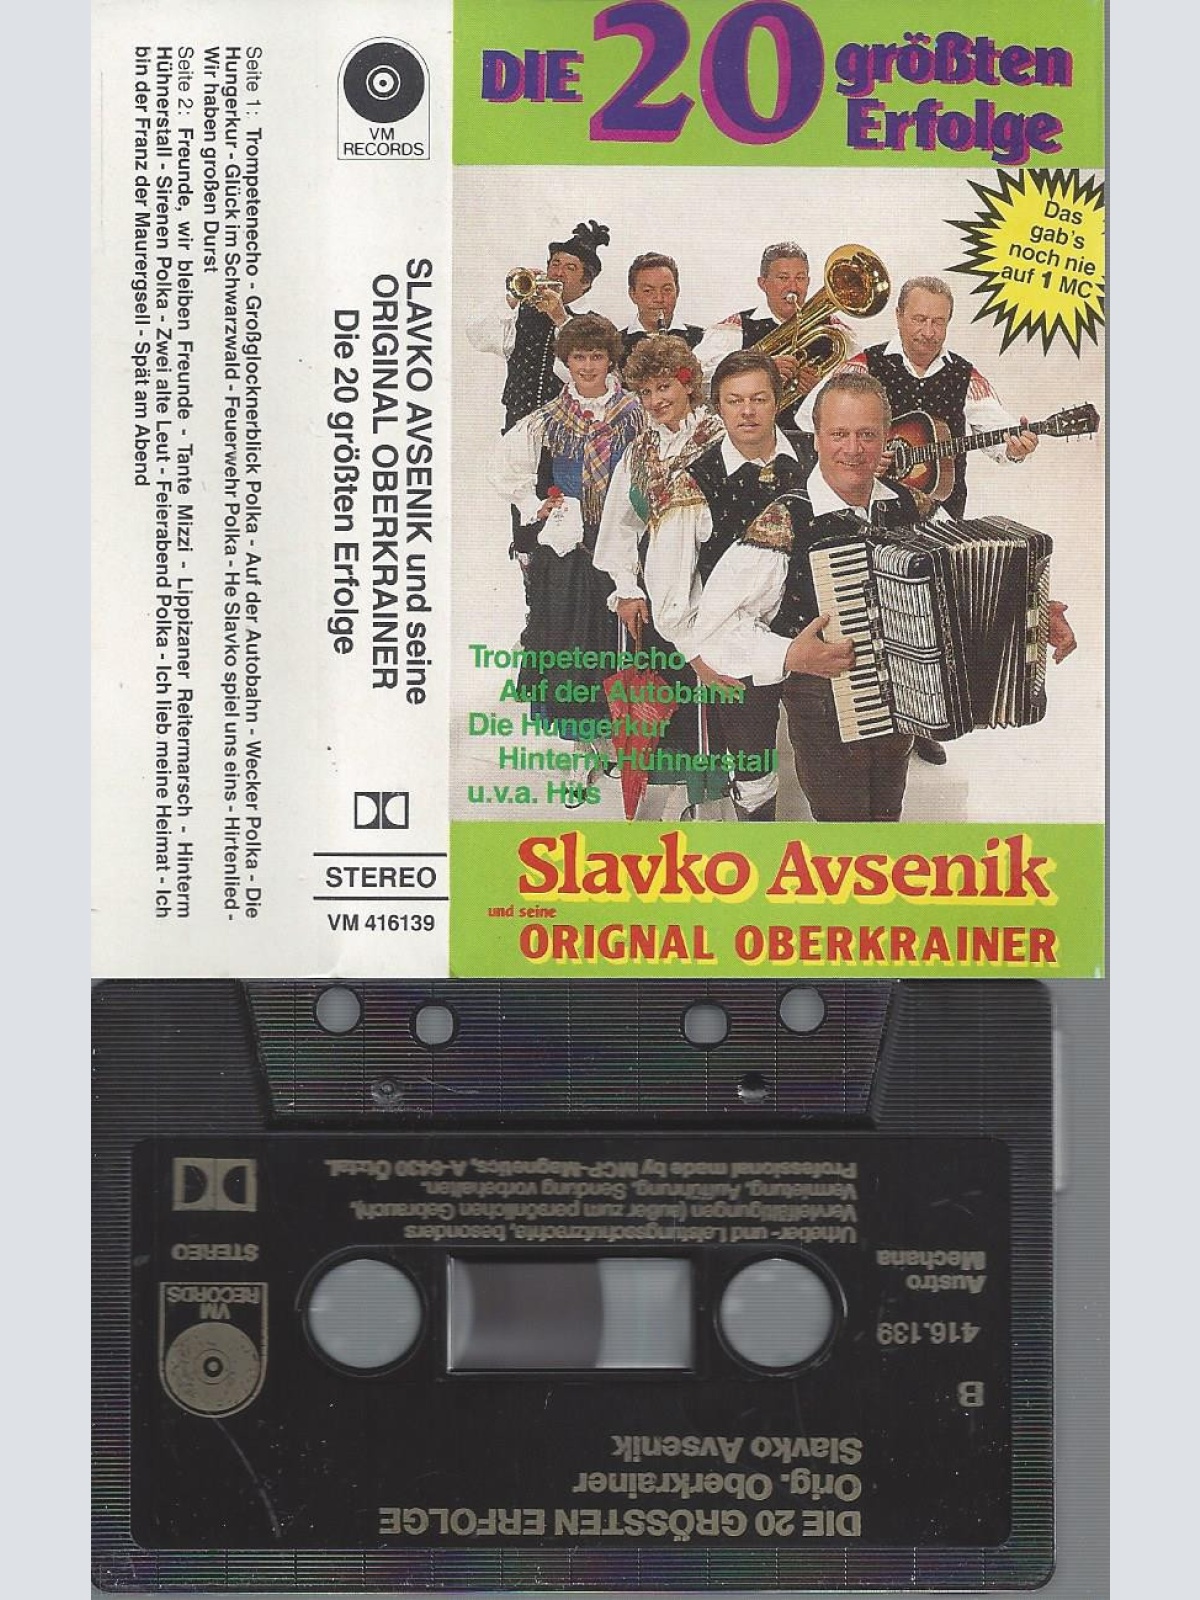 DIE 20 größten
Erfolge
Das
gab's
noch nie
auf 1 MC
Trompetenecho
Auf der Autobahn
Die Hungerkur
Hinterm Hühnerstall
u.v.a. Hits
Slavko Avsenik
und seine
ORIGNAL OBERKRAINER
VM
RECORDS
SLAVKO AVSENIK und seine
ORIGINAL OBERKRAINER
Die 20 größten Erfolge
STEREO
VM 416139
Seite 1: Trompetenecho - Großglocknerblick Polka - Auf der Autobahn - Wecker Polka - Die
Hungerkur - Glück im Schwarzwald - Feuerwehr Polka - He Slavko spiel uns eins - Hirtenlied -
Wir haben großen Durst
Seite 2: Freunde, wir bleiben Freunde - Tante Mizzi - Lippizaner Reitermarsch - Hinterm
Hühnerstall - Sirenen Polka - Zwei alte Leut - Feierabend Polka - Ich lieb meine Heimat - Ich
bin der Franz der Maurergsell - Spät am Abend
DIE 20 GRÖSSTEN ERFOLGE
Orig. Oberkrainer
Slavko Avsenik
B
416.139
Austro
Mechana
VM
RECORDS
STEREO
Urheber- und Leistungsschutzrechte, besonders
Vervielfältigungen (außer zum persönlichen Gebrauch),
Vermietung, Aufführung, Sendung vorbehalten.
Professional made by MCP-Magnetics, A-6430 Ötztal.